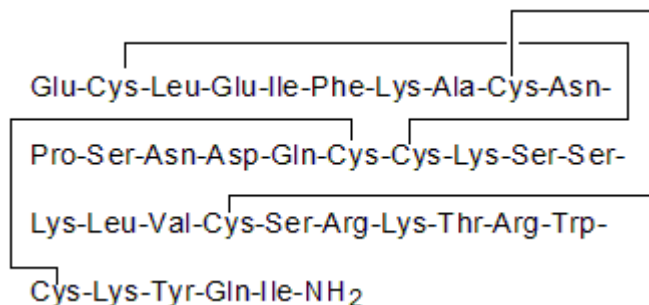 Glu-Cys-Leu-Glu-Ile-Phe-Lys-Ala-Cys-Asn-
Pro-Ser-Asn-Asp-Gln-Cys-Cys-Lys-Ser-Ser-
Lys-Leu-Val-Cys-Ser-Arg-Lys-Thr-Arg-Trp-
Cys-Lys-Tyr-Gln-Ile-NH2